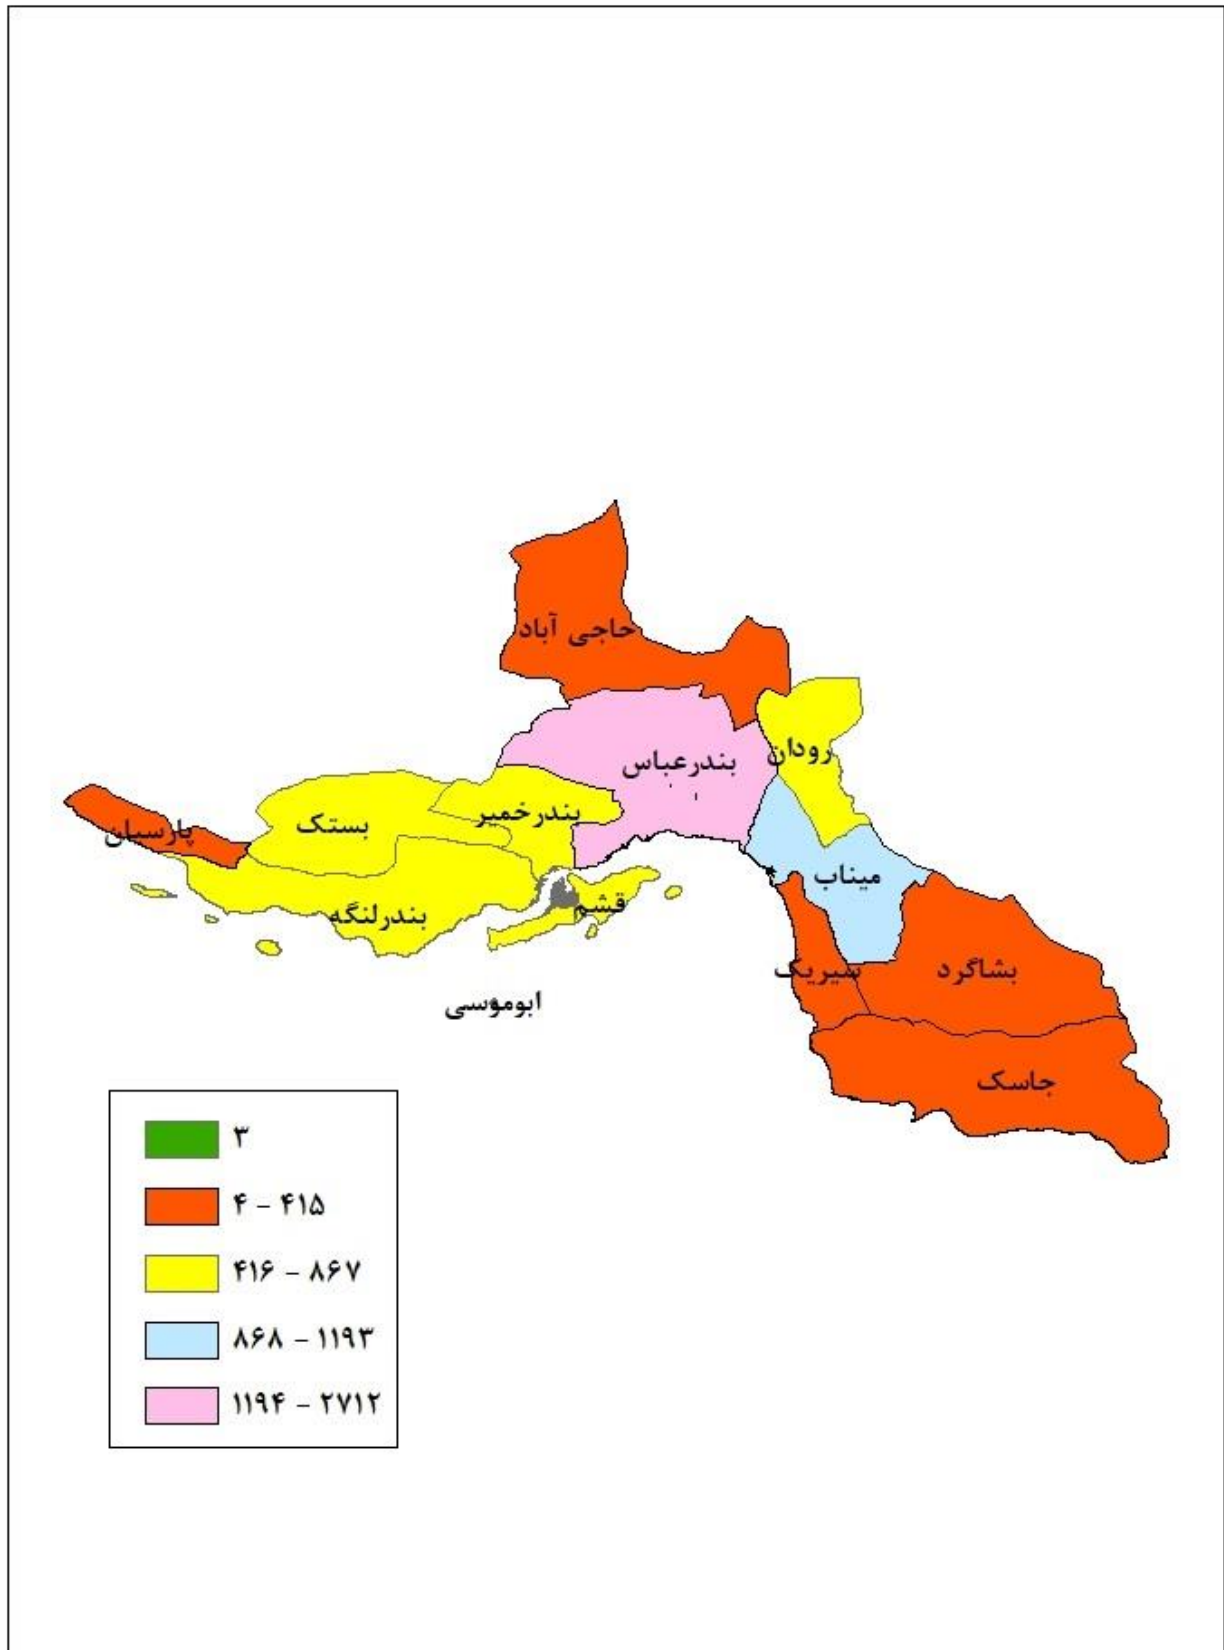 حاجی آباد
رودان
بندرعباس
بندرخمیر
بستک
پارسیان
میناب
قشم
بندرلنگه
سیریک
بشاگرد
ابوموسی
جاسک
۳
۴ - ۴۱۵
۴۱۶ - ۸۶۷
۸۶۸ - ۱۱۹۳
۱۱۹۴ - ۲۷۱۲